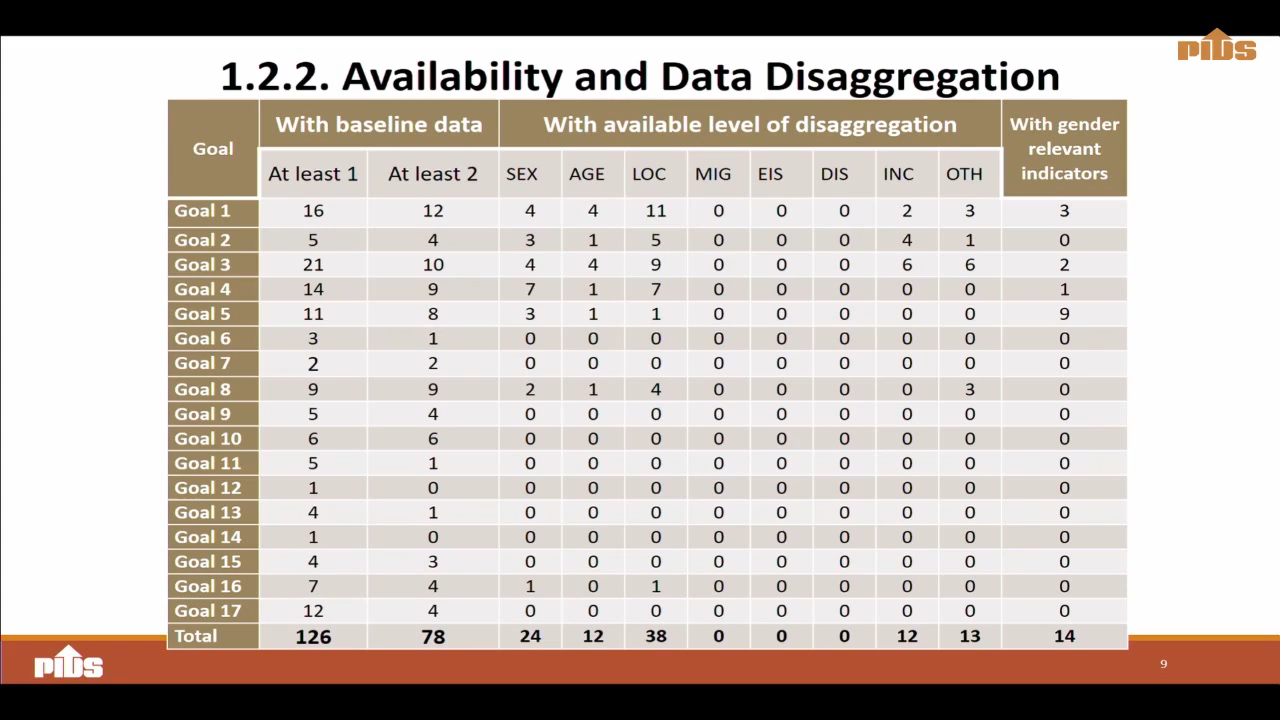 PIDS
1.2.2. Availability and Data Disaggregation
Goal With baseline data With available level of disaggregation With gender relevant indicators
At least 1 At least 2 SEX AGE LOC MIG EIS DIS INC OTH
Goal 1 16 12 4 4 11 0 0 0 2 3 3
Goal 2 5 4 3 1 5 0 0 0 4 1 0
Goal 3 21 10 4 4 9 0 0 0 6 6 2
Goal 4 14 9 7 1 7 0 0 0 0 0 1
Goal 5 11 8 3 1 1 0 0 0 0 0 9
Goal 6 3 1 0 0 0 0 0 0 0 0 0
Goal 7 2 2 0 0 0 0 0 0 0 0 0
Goal 8 9 9 2 1 4 0 0 0 0 3 0
Goal 9 5 4 0 0 0 0 0 0 0 0 0
Goal 10 6 6 0 0 0 0 0 0 0 0 0
Goal 11 5 1 0 0 0 0 0 0 0 0 0
Goal 12 1 0 0 0 0 0 0 0 0 0 0
Goal 13 4 1 0 0 0 0 0 0 0 0 0
Goal 14 1 0 0 0 0 0 0 0 0 0 0
Goal 15 4 3 0 0 0 0 0 0 0 0 0
Goal 16 7 4 1 0 1 0 0 0 0 0 0
Goal 17 12 4 0 0 0 0 0 0 0 0 0
Total 126 78 24 12 38 0 0 0 12 13 14
PIDS
9